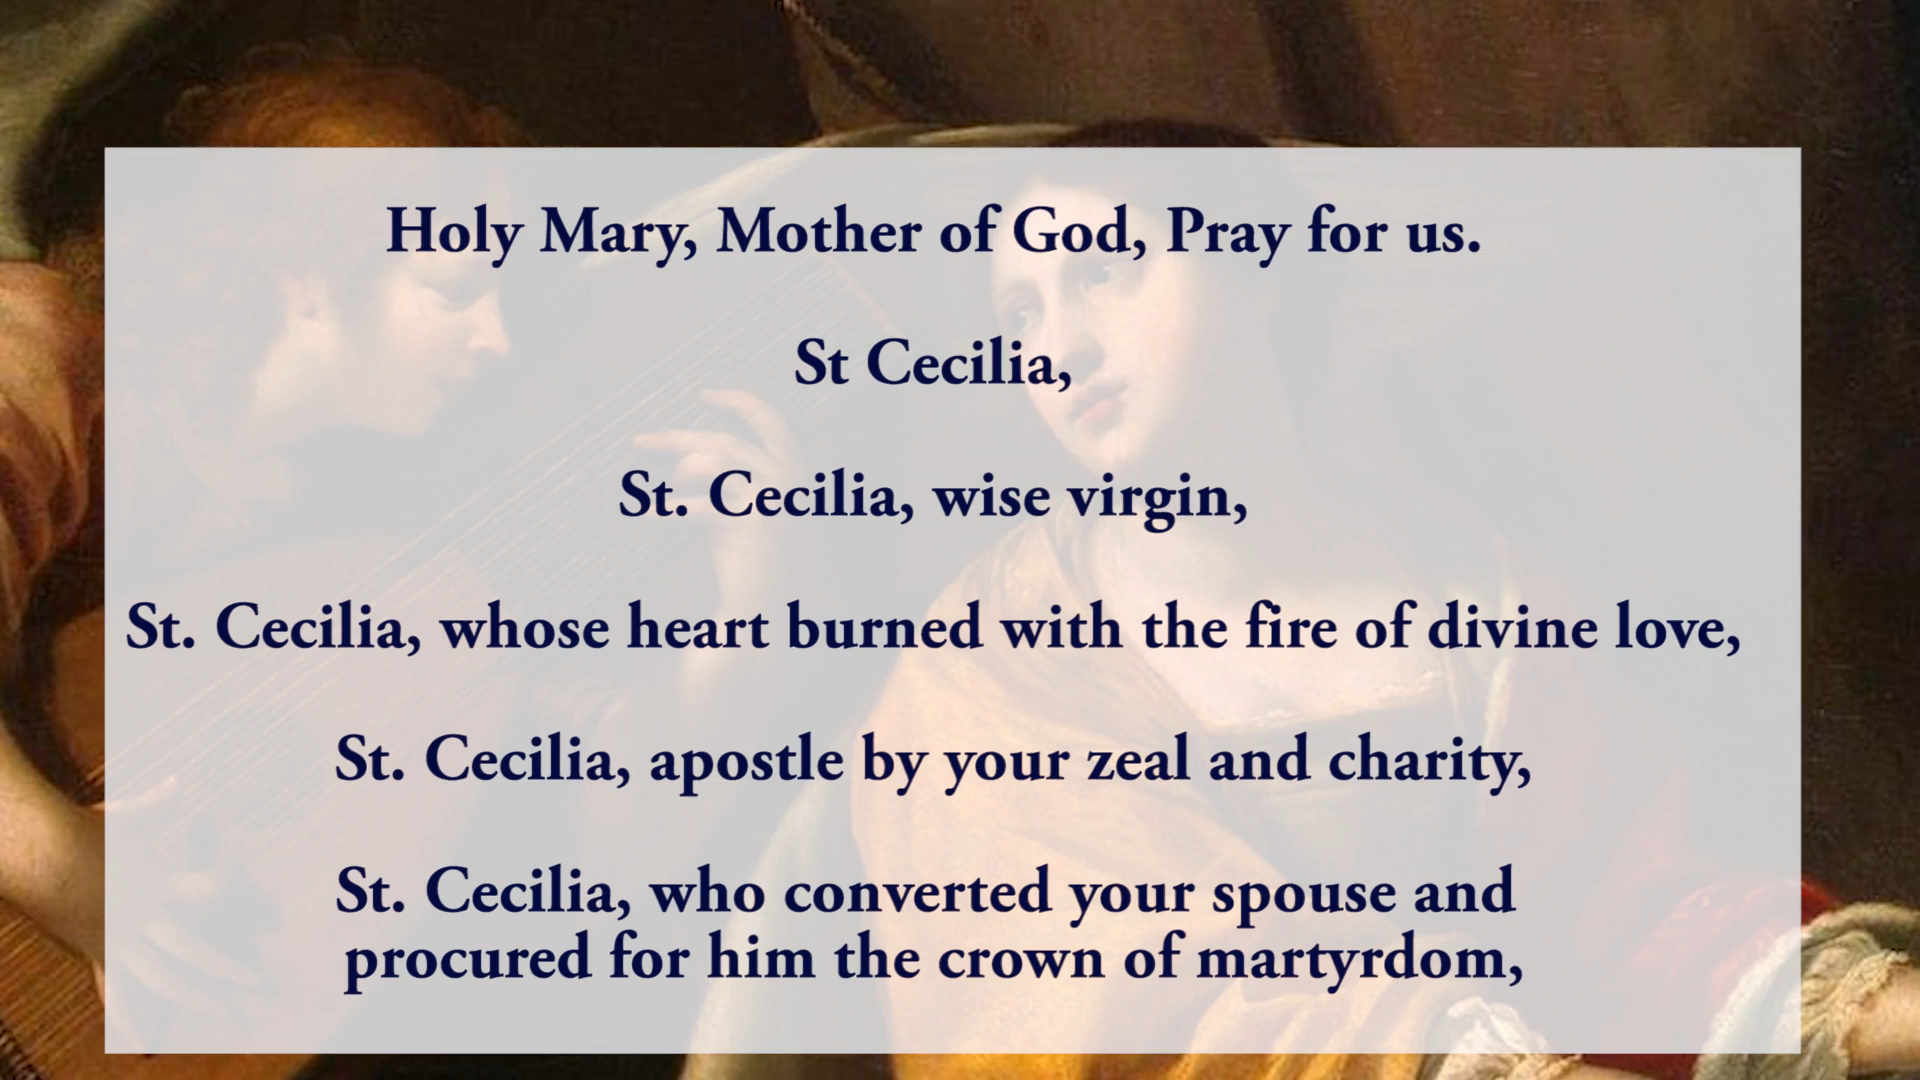 Holy Mary, Mother of God, Pray for us.
St Cecilia,
St. Cecilia, wise virgin,
St. Cecilia, whose heart burned with the fire of divine love,
St. Cecilia, apostle by your zeal and charity,
St. Cecilia, who converted your spouse and
procured for him the crown of martyrdom,